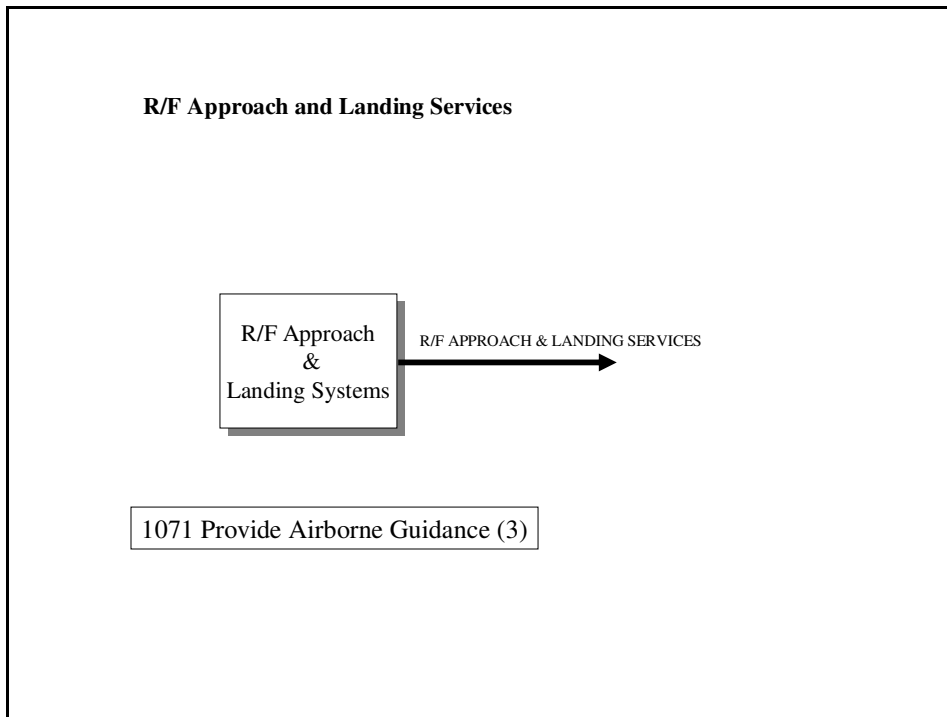 R/F Approach and Landing Services
R/F Approach
&
Landing Systems
R/F APPROACH & LANDING SERVICES
1071 Provide Airborne Guidance (3)